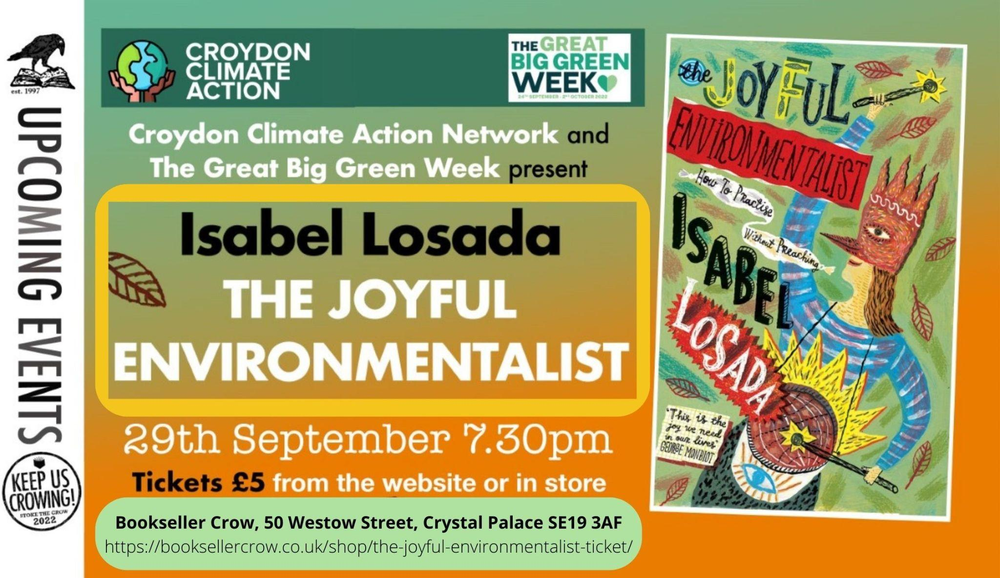 est. 1997
UPCOMING EVENTS
KEEP US
CROWING!
STOKE THE CROW
2022
CROYDON
CLIMATE
ACTION
THE GREAT
BIG GREEN
WEEK
24TH SEPTEMBER - 2ND OCTOBER 2022
Croydon Climate Action Network and
The Great Big Green Week present
Isabel Losada
THE JOYFUL
ENVIRONMENTALIST
29th September 7.30pm
Tickets £5 from the website or in store
Bookseller Crow, 50 Westow Street, Crystal Palace SE19 3AF
https://booksellercrow.co.uk/shop/the-joyful-environmentalist-ticket/
the JOYFUL
ENVIRONMENTALIST
How To Practise
Without Preaching
ISABEL
LOSADA
"This is the
joy we need
in our lives"
GEORGE MONBIOT